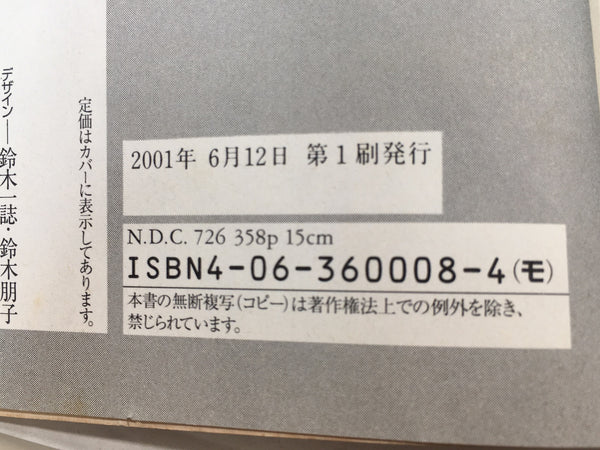 デザイン──鈴木一誌・鈴木朋子
定価はカバーに表示してあります。
2001年 6月12日 第1刷発行
N.D.C. 726 358p 15cm
ISBN4-06-360008-4(モ)
本書の無断複写(コピー)は著作権法上での例外を除き、
禁じられています。